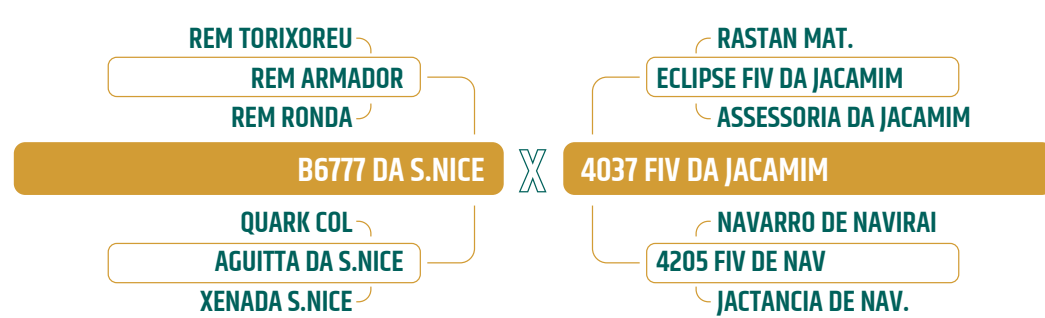 REM TORIXOREU
REM ARMADOR
REM RONDA
B6777 DA S.NICE
QUARK COL
AGUITTA DA S.NICE
XENADA S.NICE
X
RASTAN MAT.
ECLIPSE FIV DA JACAMIM
ASSESSORIA DA JACAMIM
4037 FIV DA JACAMIM
NAVARRO DE NAVIRAI
4205 FIV DE NAV
JACTANCIA DE NAV.